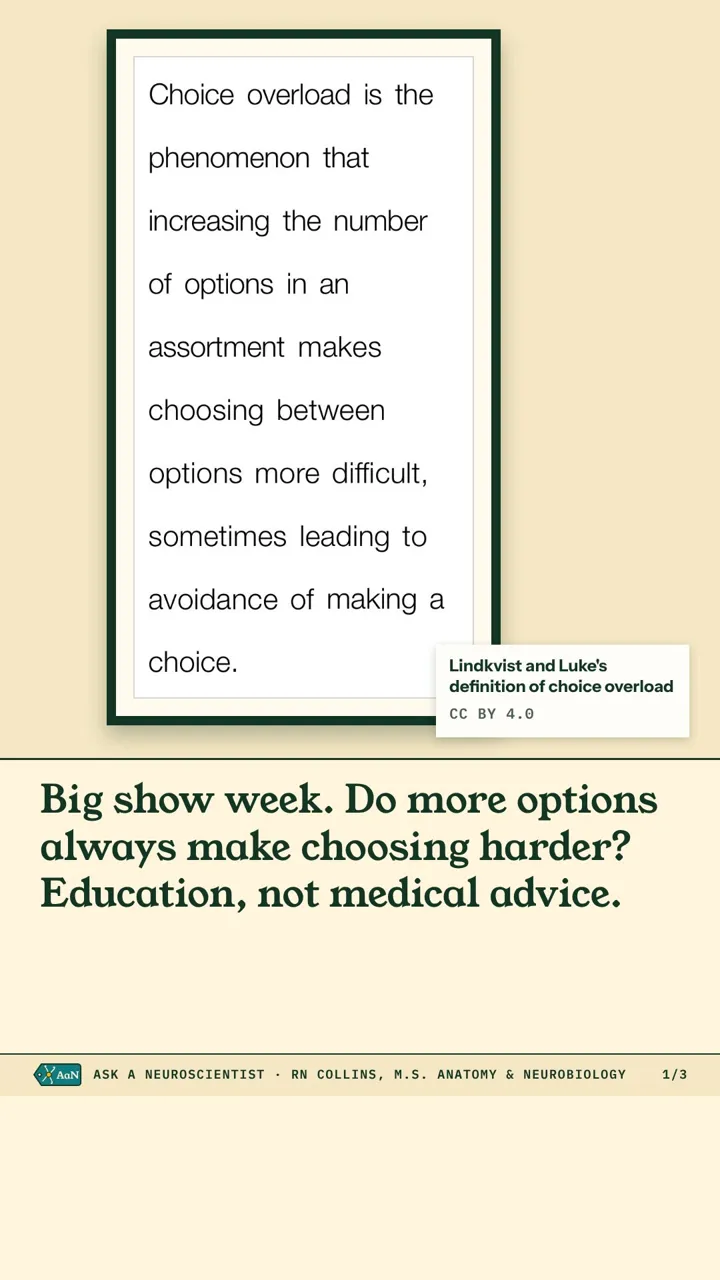 Choice overload is the
phenomenon that
increasing the number
of options in an
assortment makes
choosing between
options more difficult,
sometimes leading to
avoidance of making a
choice.
Lindkvist and Luke's
definition of choice overload
CC BY 4.0
Big show week. Do more options
always make choosing harder?
Education, not medical advice.
AaN ASK A NEUROSCIENTIST · RN COLLINS, M.S. ANATOMY & NEUROBIOLOGY 1/3